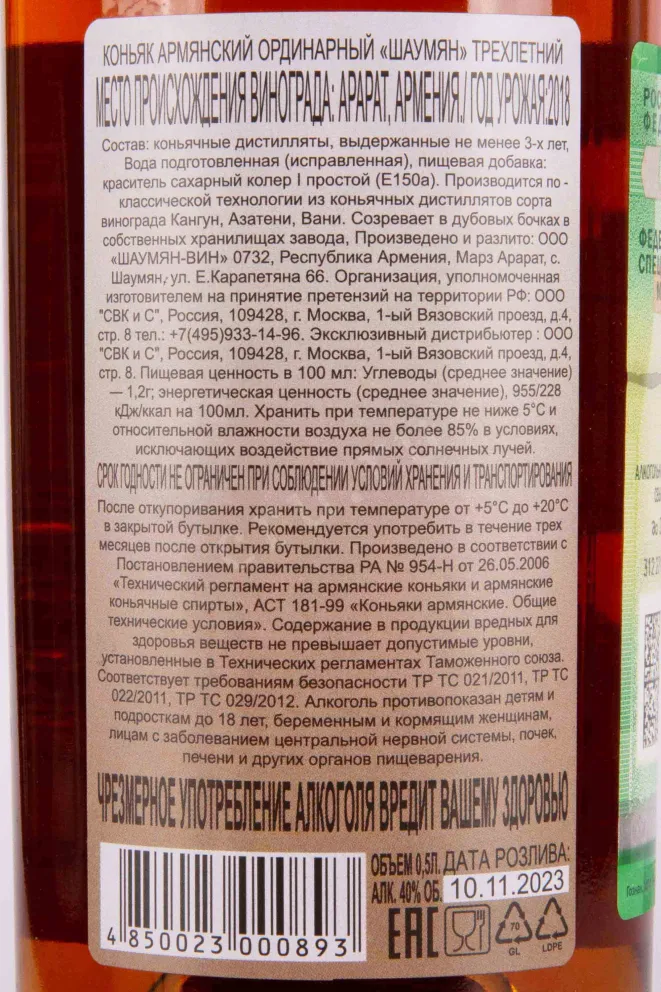 КОНЬЯК АРМЯНСКИЙ ОРДИНАРНЫЙ «ШАУМЯН» ТРЕХЛЕТНИЙ
МЕСТО ПРОИСХОЖДЕНИЯ ВИНОГРАДА: АРАРАТ, АРМЕНИЯ./ ГОД УРОЖАЯ:2018
Состав: коньячные дистилляты, выдержанные не менее 3-х лет,
Вода подготовленная (исправленная), пищевая добавка:
краситель сахарный колер I простой (Е150а). Производится по -
классической технологии из коньячных дистиллятов сорта
винограда Кангун, Азатени, Вани. Созревает в дубовых бочках в
собственных хранилищах завода, Произведено и разлито: ООО
«ШАУМЯН-ВИН» 0732, Республика Армения, Марз Арарат, с.
Шаумян, ул. Е.Карапетяна 66. Организация, уполномоченная
изготовителем на принятие претензий на территории РФ: ООО
"СВК и С", Россия, 109428, г. Москва, 1-ый Вязовский проезд, д.4,
стр. 8 тел.: +7(495)933-14-96. Эксклюзивный дистрибьютер : ООО
"СВК и С", Россия, 109428, г. Москва, 1-ый Вязовский проезд, д.4,
стр. 8. Пищевая ценность в 100 мл: Углеводы (среднее значение)
— 1,2г; энергетическая ценность (среднее значение), 955/228
кДж/ккал на 100мл. Хранить при температуре не ниже 5°С и
относительной влажности воздуха не более 85% в условиях,
исключающих воздействие прямых солнечных лучей.
СРОК ГОДНОСТИ НЕ ОГРАНИЧЕН ПРИ СОБЛЮДЕНИИ УСЛОВИЙ ХРАНЕНИЯ И ТРАНСПОРТИРОВАНИЯ
После откупоривания хранить при температуре от +5°С до +20°С
в закрытой бутылке. Рекомендуется употребить в течение трех
месяцев после открытия бутылки. Произведено в соответствии с
Постановлением правительства РА № 954-Н от 26.05.2006
«Технический регламент на армянские коньяки и армянские
коньячные спирты», АСТ 181-99 «Коньяки армянские. Общие
технические условия». Содержание в продукции вредных для
здоровья веществ не превышает допустимые уровни,
установленные в Технических регламентах Таможенного союза.
Соответствует требованиям безопасности ТР ТС 021/2011, ТР ТС
022/2011, ТР ТС 029/2012. Алкоголь противопоказан детям и
подросткам до 18 лет, беременным и кормящим женщинам,
лицам с заболеванием центральной нервной системы, почек,
печени и других органов пищеварения.
ЧРЕЗМЕРНОЕ УПОТРЕБЛЕНИЕ АЛКОГОЛЯ ВРЕДИТ ВАШЕМУ ЗДОРОВЬЮ
ОБЪЕМ 0,5Л. ДАТА РОЗЛИВА:
АЛК. 40% ОБ. 10.11.2023
4 850023 000893
EAC
70
GL
LDPE